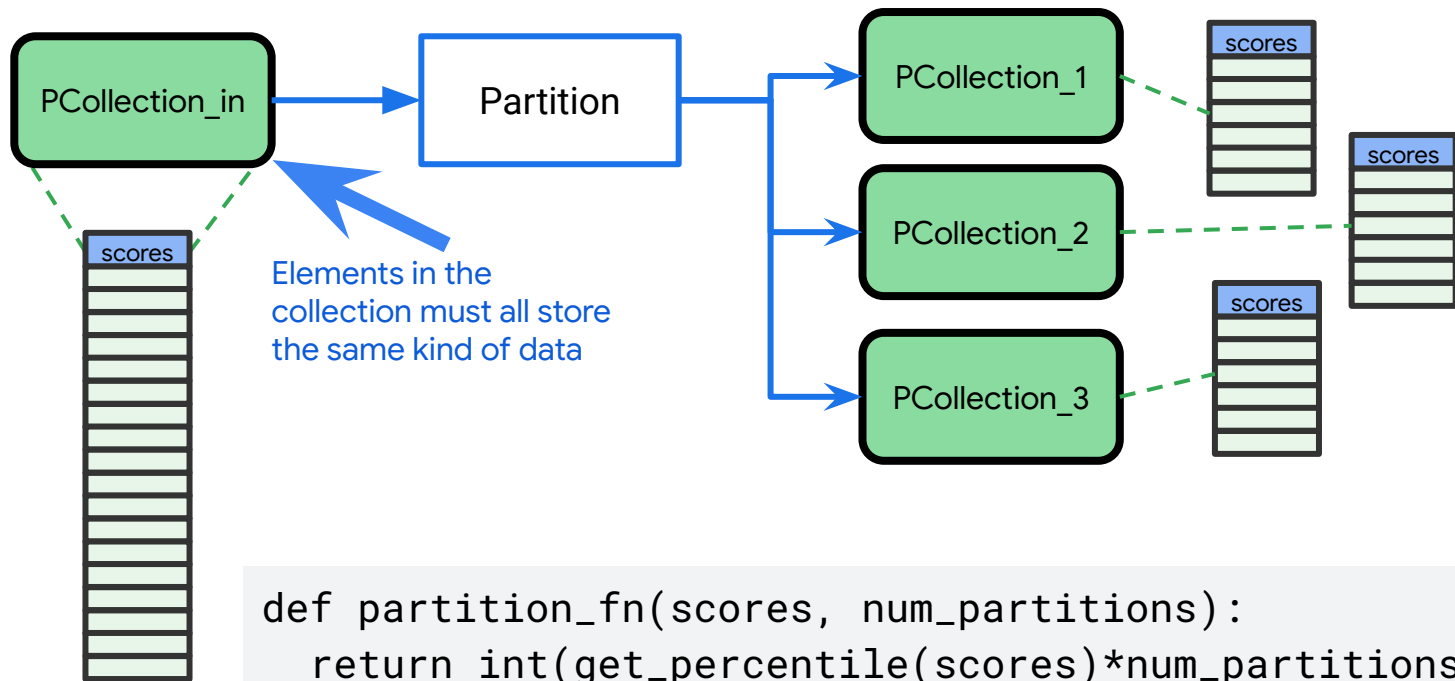 PCollection_in
Partition
PCollection_1
scores
PCollection_2
scores
PCollection_3
scores
scores
Elements in the
collection must all store
the same kind of data
def partition_fn(scores, num_partitions):
  return int(get_percentile(scores)*num_partitions